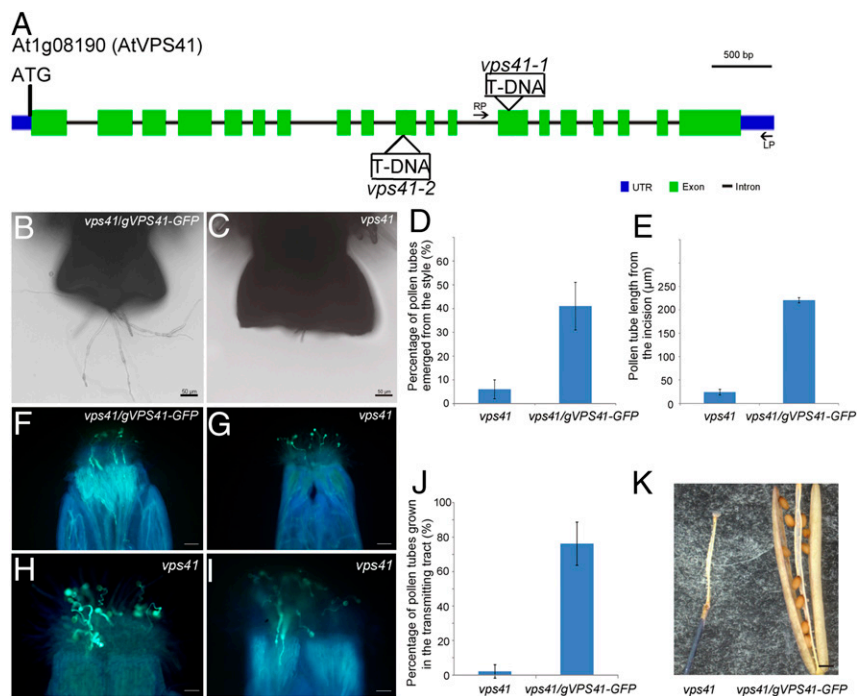 A
At1g08190 (AtVPS41)
ATG
vps41-1
T-DNA
RP
500 bp
T-DNA
vps41-2
LP
UTR
Exon
Intron
B
vps41/gVPS41-GFP
50 µm
C
vps41
50 µm
D
Percentage of pollen tubes
emerged from the style (%)
60
50
40
30
20
10
0
vps41
vps41/gVPS41-GFP
E
Pollen tube length from
the incision (µm)
250
200
150
100
50
0
vps41
vps41/gVPS41-GFP
F
vps41/gVPS41-GFP
G
vps41
H
vps41
I
vps41
J
Percentage of pollen tubes grown
in the transmitting tract (%)
100
80
60
40
20
0
vps41
vps41/gVPS41-GFP
K
vps41
vps41/gVPS41-GFP